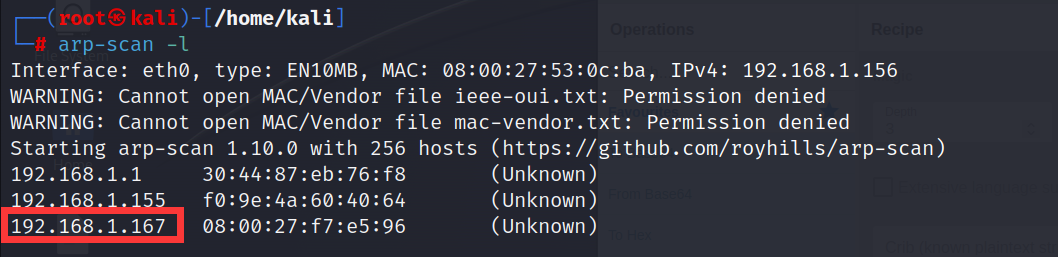 ┌──(root㉿kali)-[/home/kali]
└─# arp-scan -l
Interface: eth0, type: EN10MB, MAC: 08:00:27:53:0c:ba, IPv4: 192.168.1.156
WARNING: Cannot open MAC/Vendor file ieee-oui.txt: Permission denied
WARNING: Cannot open MAC/Vendor file mac-vendor.txt: Permission denied
Starting arp-scan 1.10.0 with 256 hosts (https://github.com/royhills/arp-scan)
192.168.1.1 30:44:87:eb:76:f8 (Unknown)
192.168.1.155 f0:9e:4a:60:40:64 (Unknown)
192.168.1.167 08:00:27:f7:e5:96 (Unknown)
Operations
Recipe